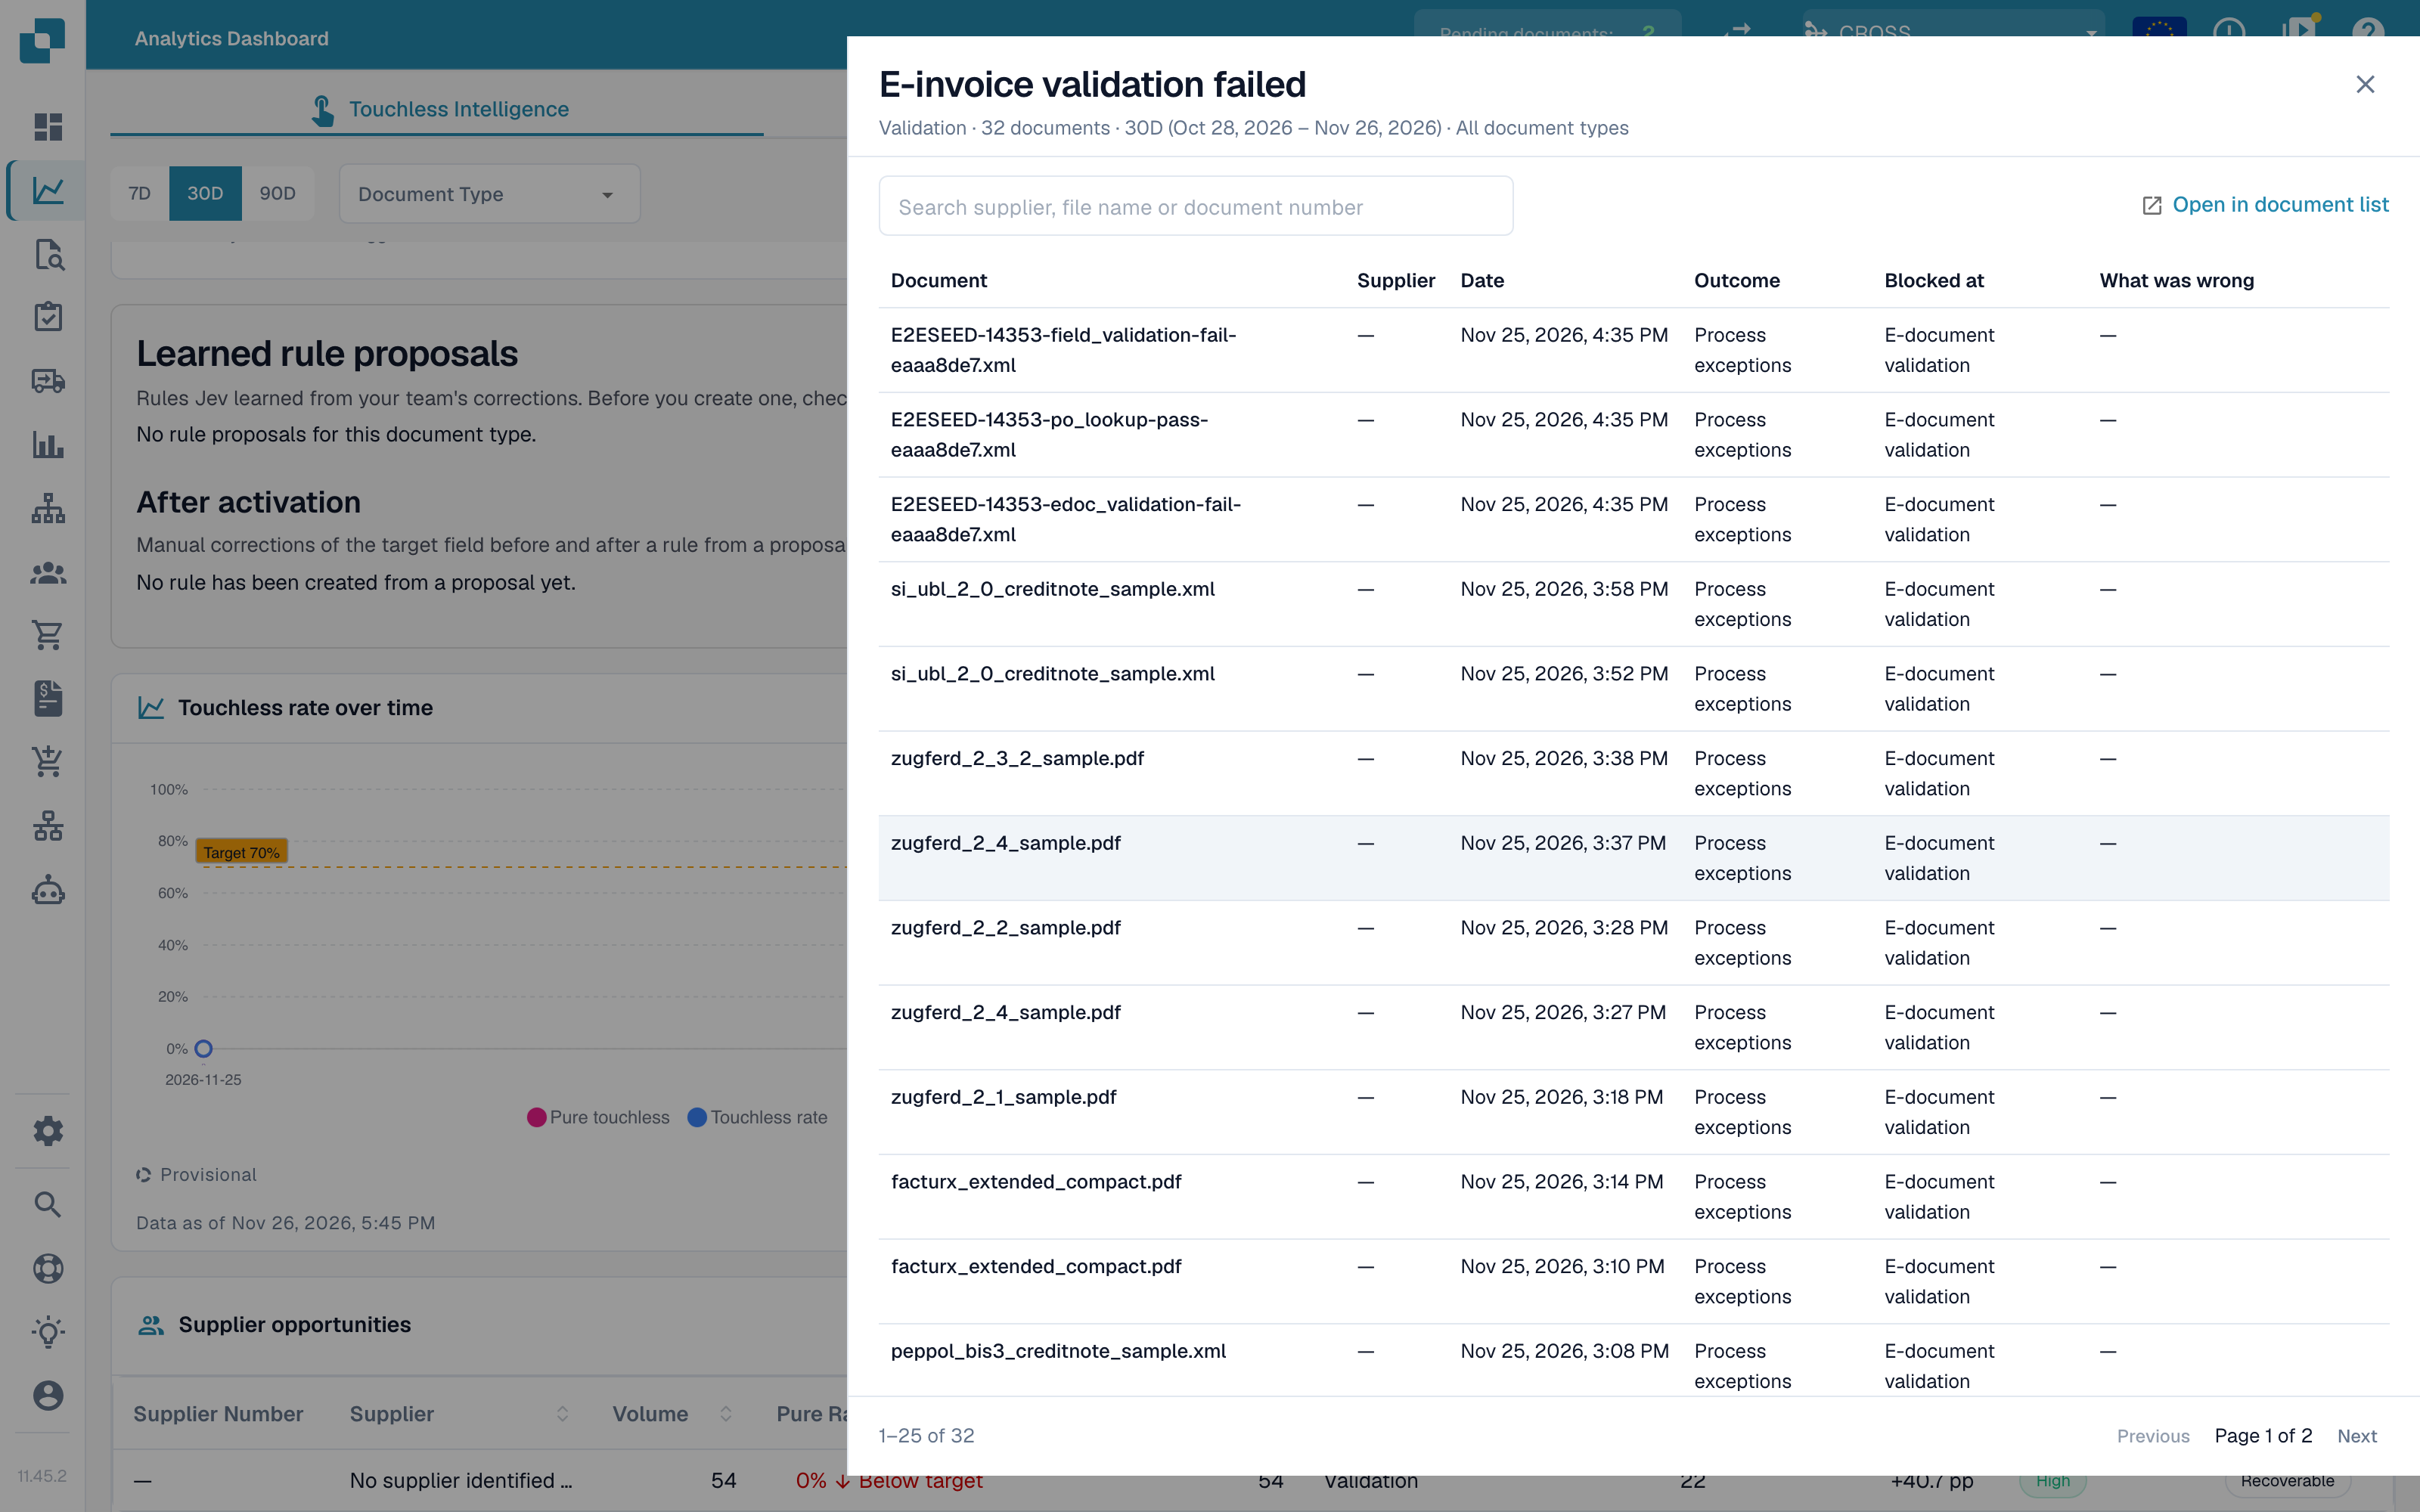 Analytics Dashboard
Pending documents: 2
CROSS
Touchless Intelligence
7D
30D
90D
Document Type
Learned rule proposals
Rules Jev learned from your team's corrections. Before you create one, chec
No rule proposals for this document type.
After activation
Manual corrections of the target field before and after a rule from a proposa
No rule has been created from a proposal yet.
Touchless rate over time
100%
80%
Target 70%
60%
40%
20%
0%
2026-11-25
Pure touchless
Touchless rate
Provisional
Data as of Nov 26, 2026, 5:45 PM
Supplier opportunities
Supplier Number Supplier Volume Pure Ra
— No supplier identified ... 54 0% ↓ Below target 54 Validation 22 +40.7 pp High Recoverable
11.45.2
E-invoice validation failed
Validation · 32 documents · 30D (Oct 28, 2026 – Nov 26, 2026) · All document types
Search supplier, file name or document number
Open in document list
Document Supplier Date Outcome Blocked at What was wrong
E2ESEED-14353-field_validation-fail- — Nov 25, 2026, 4:35 PM Process E-document —
eaaa8de7.xml exceptions validation
E2ESEED-14353-po_lookup-pass- — Nov 25, 2026, 4:35 PM Process E-document —
eaaa8de7.xml exceptions validation
E2ESEED-14353-edoc_validation-fail- — Nov 25, 2026, 4:35 PM Process E-document —
eaaa8de7.xml exceptions validation
si_ubl_2_0_creditnote_sample.xml — Nov 25, 2026, 3:58 PM Process E-document —
exceptions validation
si_ubl_2_0_creditnote_sample.xml — Nov 25, 2026, 3:52 PM Process E-document —
exceptions validation
zugferd_2_3_2_sample.pdf — Nov 25, 2026, 3:38 PM Process E-document —
exceptions validation
zugferd_2_4_sample.pdf — Nov 25, 2026, 3:37 PM Process E-document —
exceptions validation
zugferd_2_2_sample.pdf — Nov 25, 2026, 3:28 PM Process E-document —
exceptions validation
zugferd_2_4_sample.pdf — Nov 25, 2026, 3:27 PM Process E-document —
exceptions validation
zugferd_2_1_sample.pdf — Nov 25, 2026, 3:18 PM Process E-document —
exceptions validation
facturx_extended_compact.pdf — Nov 25, 2026, 3:14 PM Process E-document —
exceptions validation
facturx_extended_compact.pdf — Nov 25, 2026, 3:10 PM Process E-document —
exceptions validation
peppol_bis3_creditnote_sample.xml — Nov 25, 2026, 3:08 PM Process E-document —
exceptions validation
1–25 of 32
Previous Page 1 of 2 Next